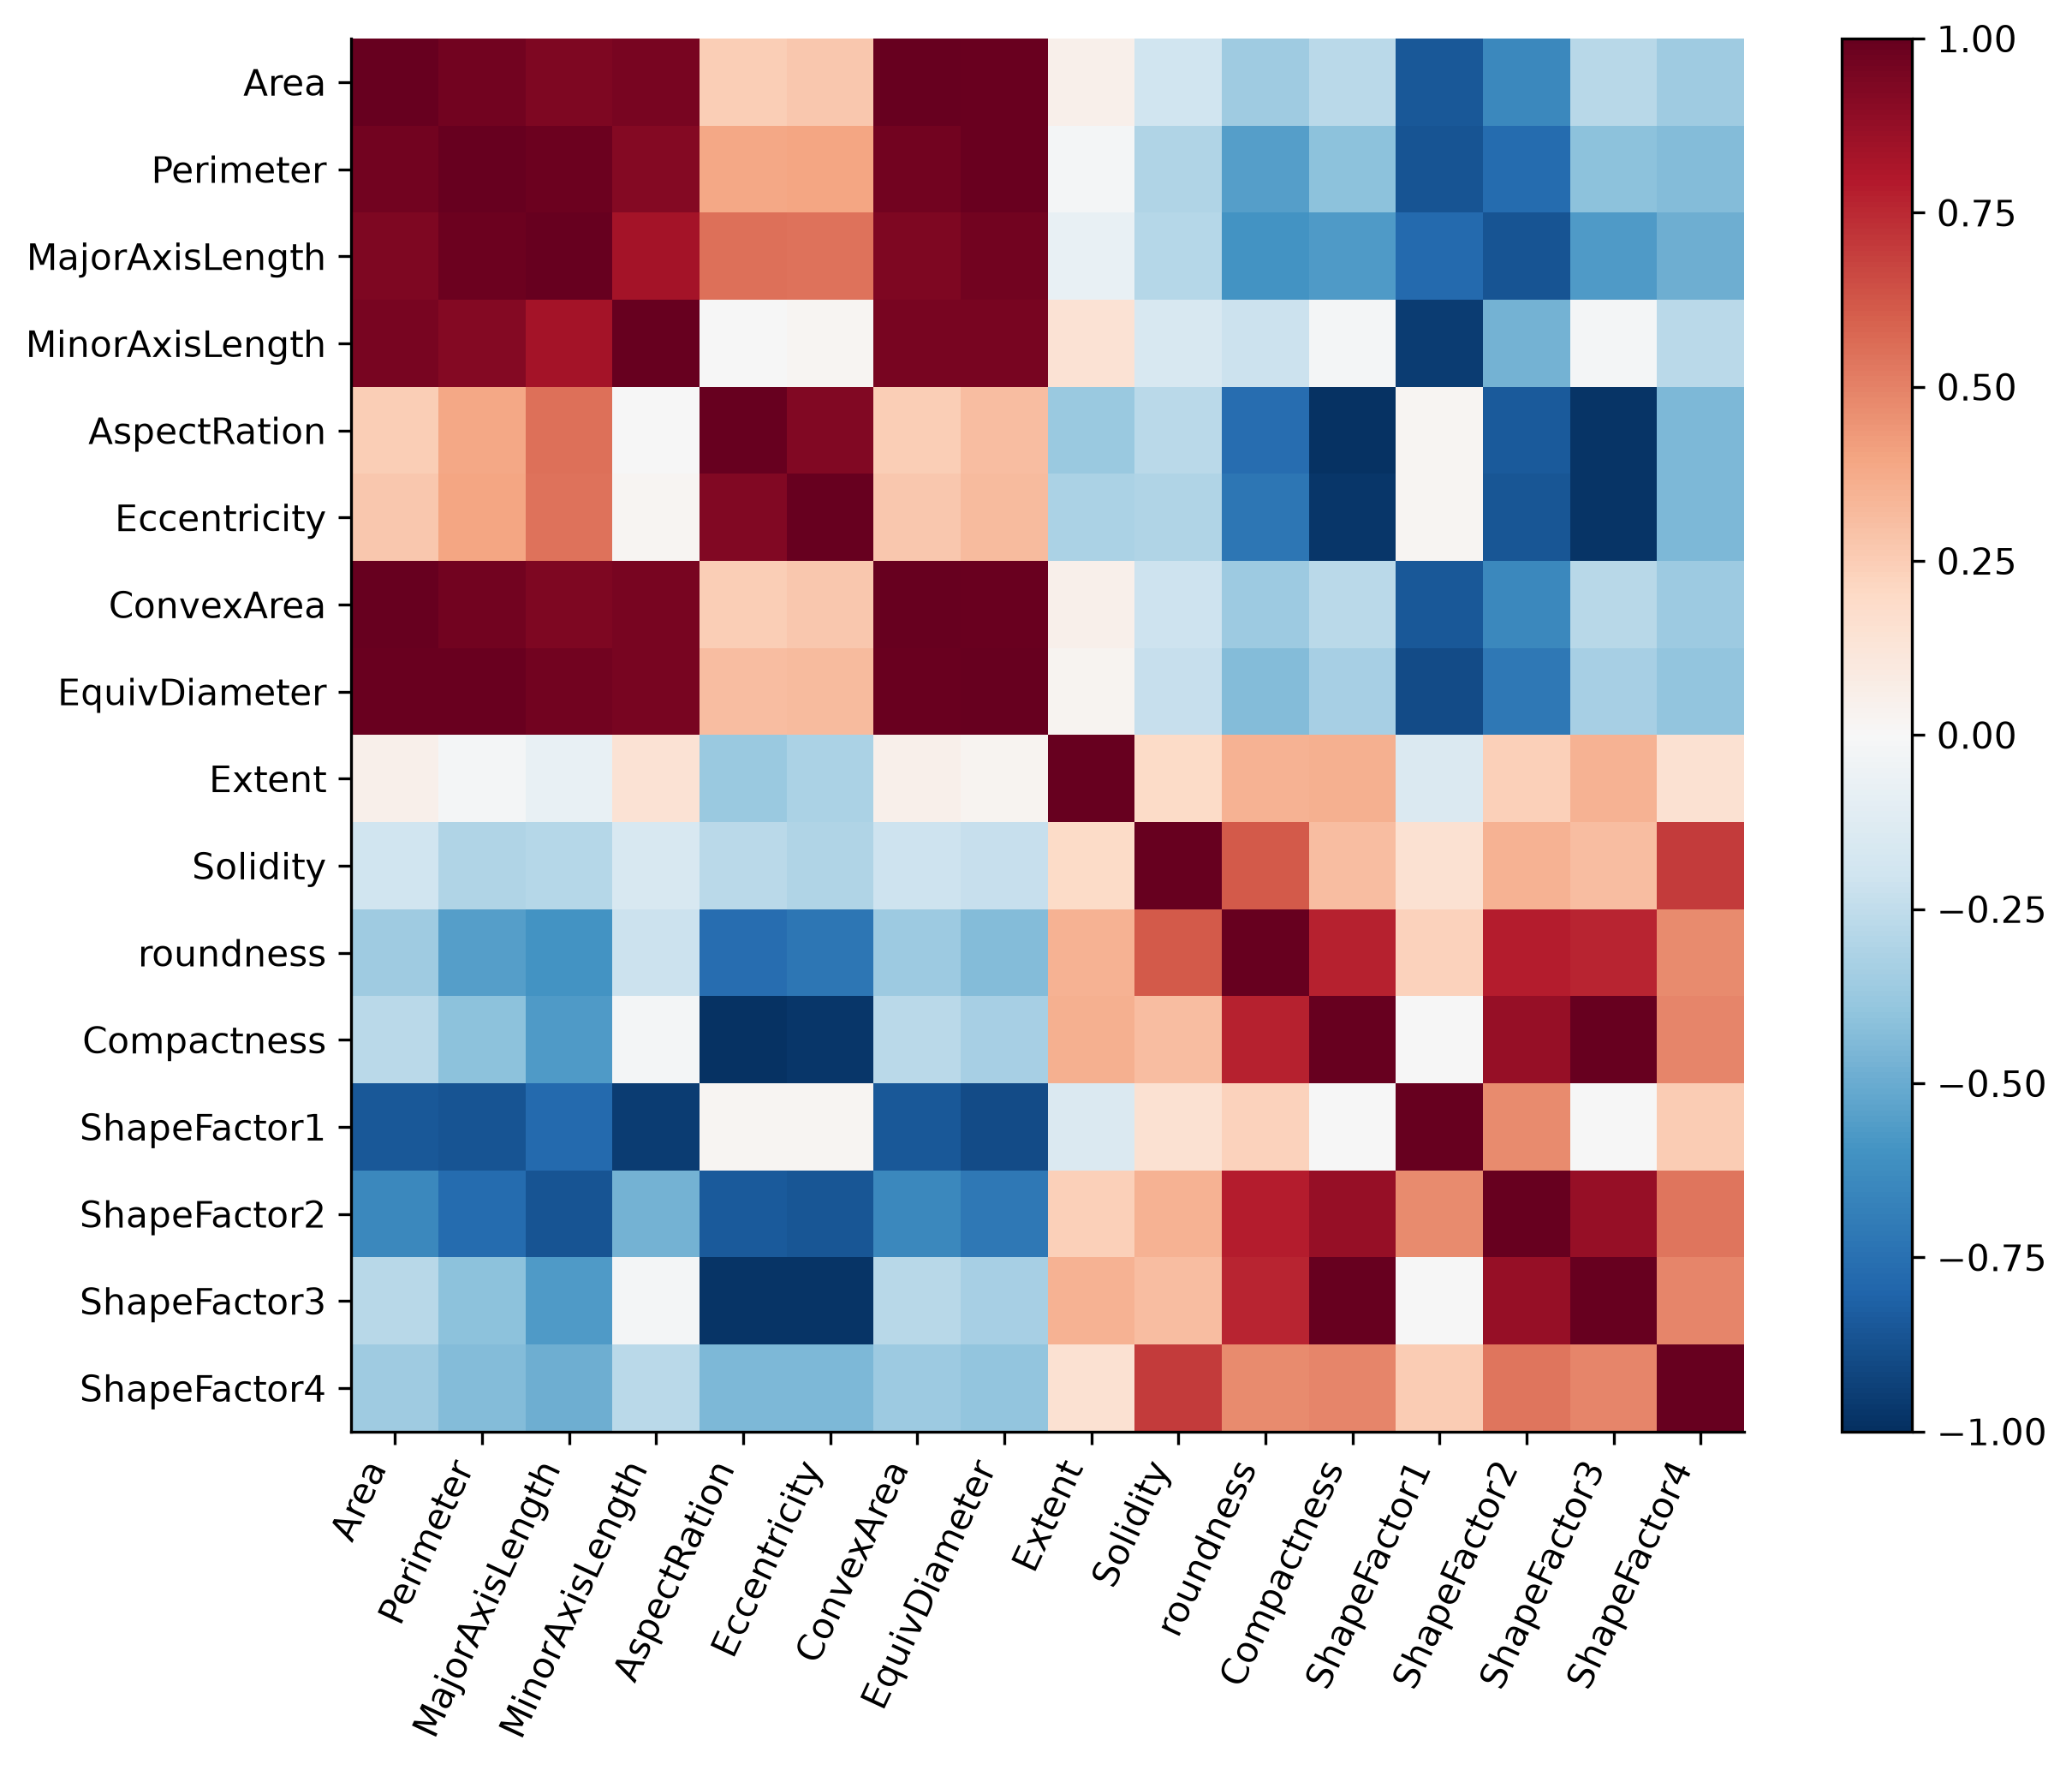 Area
Perimeter
MajorAxisLength
MinorAxisLength
AspectRation
Eccentricity
ConvexArea
EquivDiameter
Extent
Solidity
roundness
Compactness
ShapeFactor1
ShapeFactor2
ShapeFactor3
ShapeFactor4
Area
Perimeter
MajorAxisLength
MinorAxisLength
AspectRation
Eccentricity
ConvexArea
EquivDiameter
Extent
Solidity
roundness
Compactness
ShapeFactor1
ShapeFactor2
ShapeFactor3
ShapeFactor4
1.00
0.75
0.50
0.25
0.00
−0.25
−0.50
−0.75
−1.00